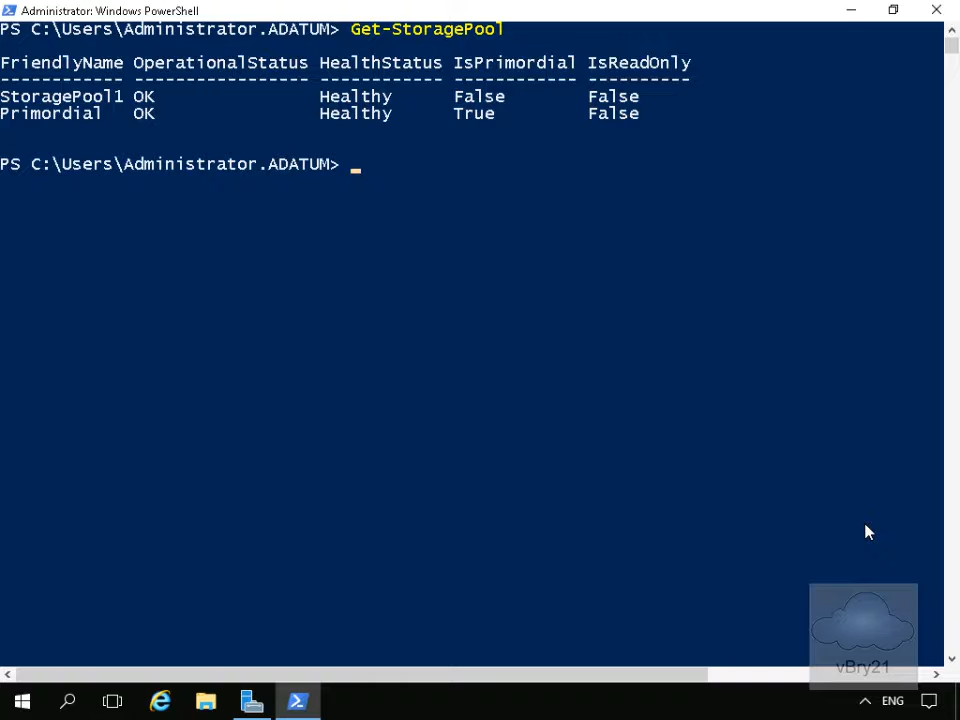 Administrator: Windows PowerShell
PS C:\Users\Administrator.ADATUM> Get-StoragePool
FriendlyName OperationalStatus HealthStatus IsPrimordial IsReadOnly
------------ ----------------- ------------ ------------ ----------
StoragePool1 OK Healthy False False
Primordial OK Healthy True False
PS C:\Users\Administrator.ADATUM> _
vBry21
ENG